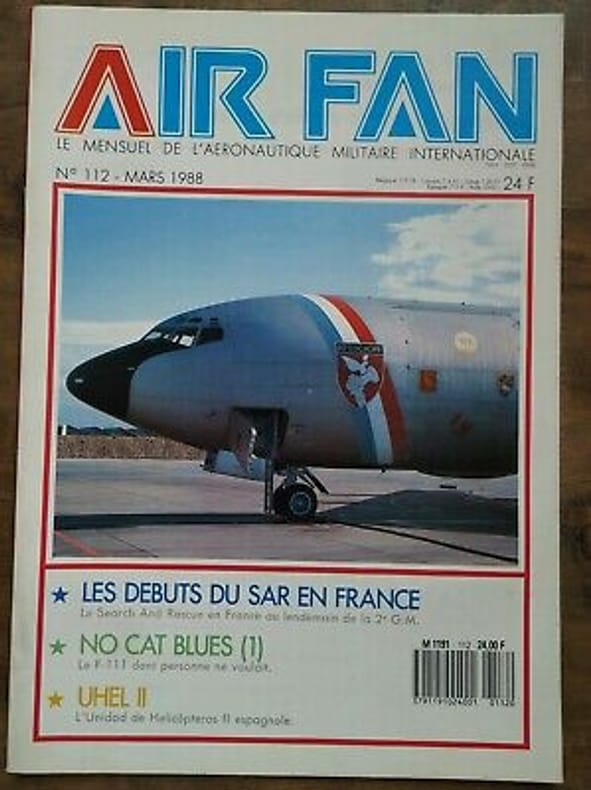 AIR FAN
LE MENSUEL DE L'AERONAUTIQUE MILITAIRE INTERNATIONALE
N° 112 - MARS 1988
24 F
LES DEBUTS DU SAR EN FRANCE
Le Search And Rescue en France au lendemain de la 2e G.M.
NO CAT BLUES (1)
Le F-111 dont personne ne voulait.
UHEL II
L'Unidad de Helicópteros II espagnole.
M 1191 - 112 - 24,00 F